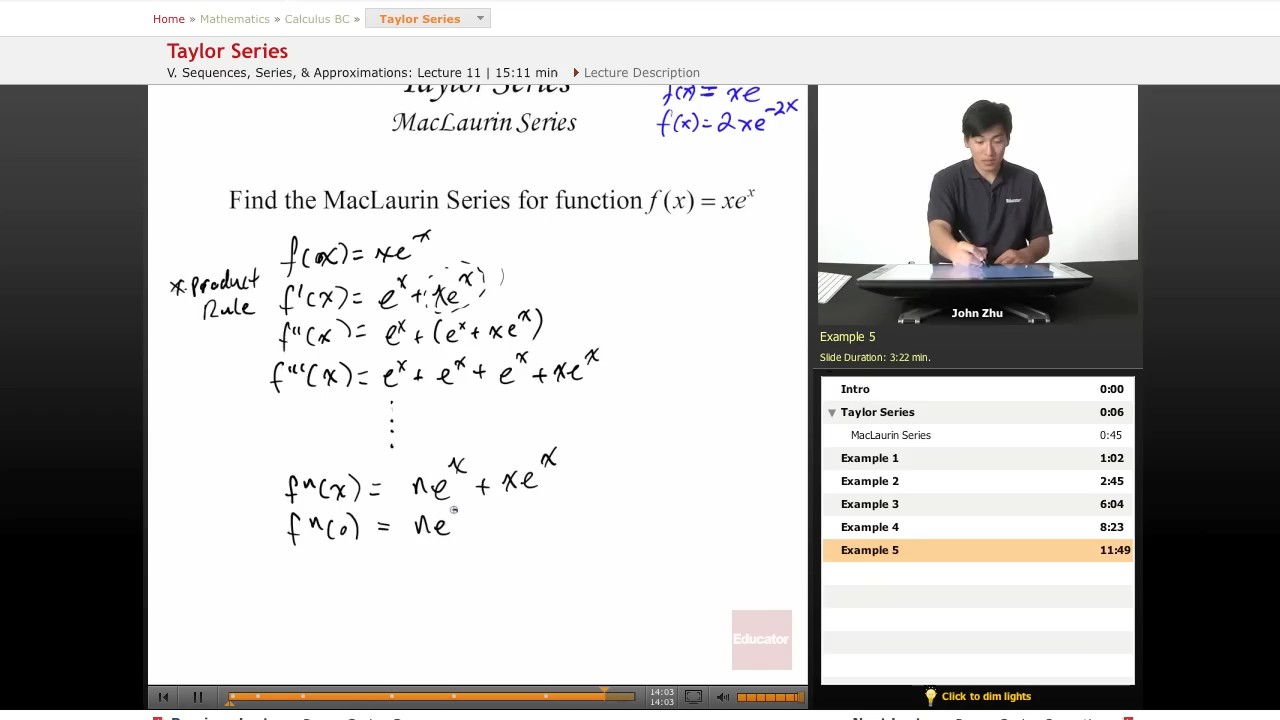 Home » Mathematics » Calculus BC » Taylor Series
Taylor Series
V. Sequences, Series, & Approximations: Lecture 11 | 15:11 min Lecture Description
Taylor Series
MacLaurin Series
f(x) = xe
f(x) = 2xe^-2x
Find the MacLaurin Series for function f(x) = xe^x
f(x) = xe^x
* Product
Rule
f'(x) = e^x + (xe^x)
f''(x) = e^x + (e^x + xe^x)
f'''(x) = e^x + e^x + e^x + xe^x
f^n(x) = ne^x + xe^x
f^n(0) = ne
Educator
Educator
John Zhu
Example 5
Slide Duration: 3:22 min.
Intro 0:00
Taylor Series 0:06
MacLaurin Series 0:45
Example 1 1:02
Example 2 2:45
Example 3 6:04
Example 4 8:23
Example 5 11:49
14:03
14:03
Click to dim lights